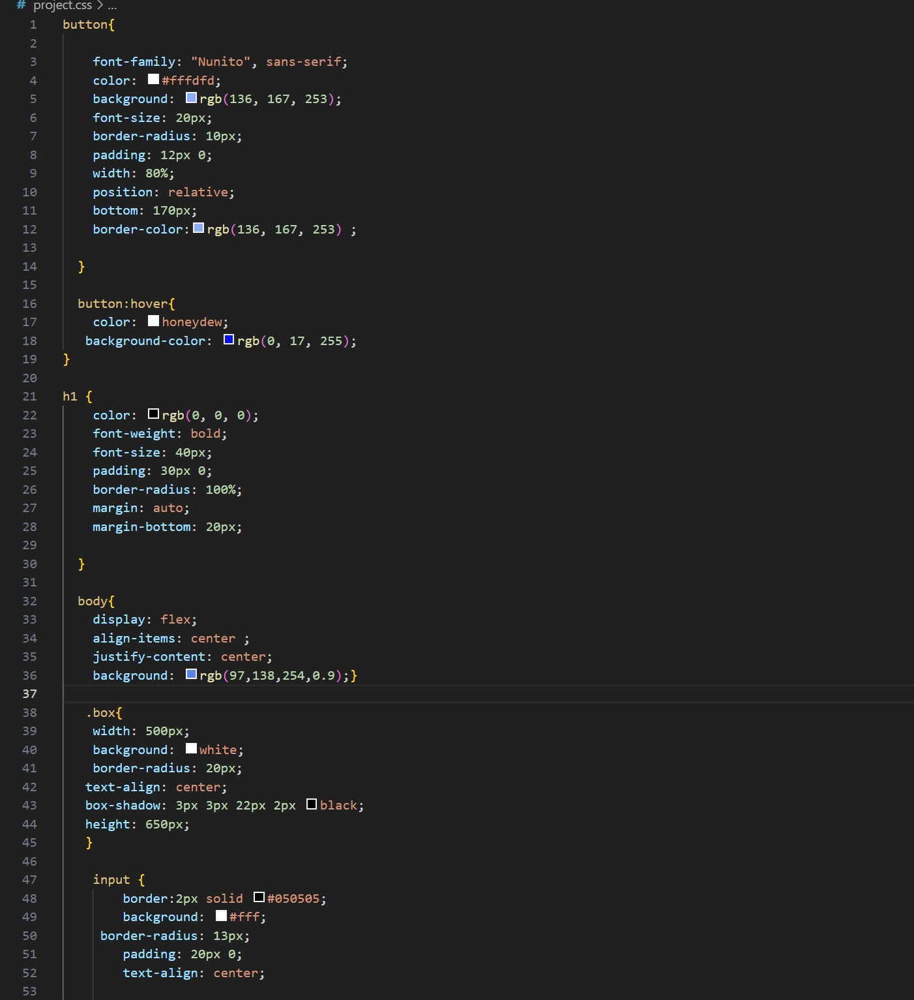 # project.css > ...
1 button{
2
3 font-family: "Nunito", sans-serif;
4 color: #fffdfd;
5 background: rgb(136, 167, 253);
6 font-size: 20px;
7 border-radius: 10px;
8 padding: 12px 0;
9 width: 80%;
10 position: relative;
11 bottom: 170px;
12 border-color: rgb(136, 167, 253) ;
13
14 }
15
16 button:hover{
17 color: honeydew;
18 background-color: rgb(0, 17, 255);
19 }
20
21 h1 {
22 color: rgb(0, 0, 0);
23 font-weight: bold;
24 font-size: 40px;
25 padding: 30px 0;
26 border-radius: 100%;
27 margin: auto;
28 margin-bottom: 20px;
29
30 }
31
32 body{
33 display: flex;
34 align-items: center ;
35 justify-content: center;
36 background: rgb(97,138,254,0.9);}
37
38 .box{
39 width: 500px;
40 background: white;
41 border-radius: 20px;
42 text-align: center;
43 box-shadow: 3px 3px 22px 2px black;
44 height: 650px;
45 }
46
47 input {
48 border:2px solid #050505;
49 background: #fff;
50 border-radius: 13px;
51 padding: 20px 0;
52 text-align: center;
53